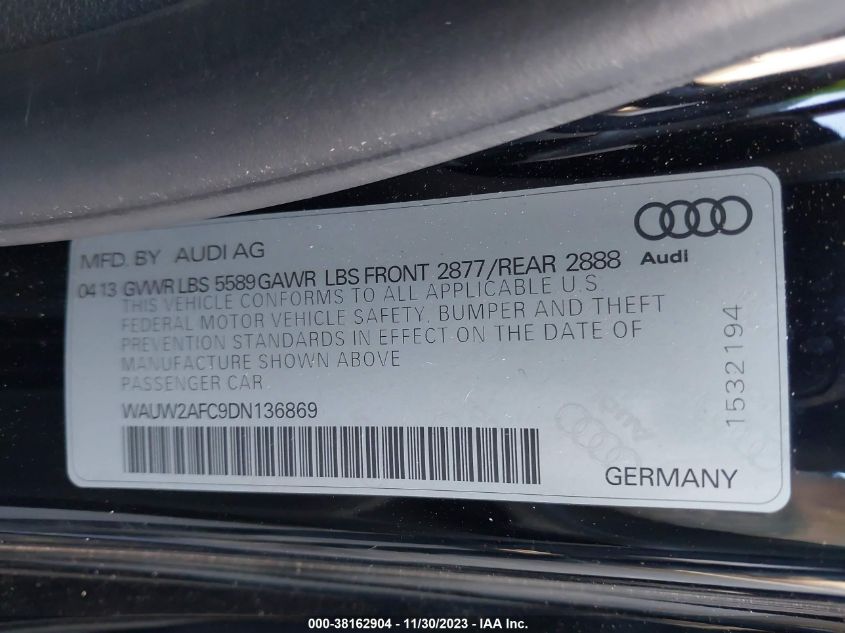 MFD. BY AUDI AG
Audi
0413 GVWR LBS 5589 GAWR LBS FRONT 2877/REAR 2888
THIS VEHICLE CONFORMS TO ALL APPLICABLE U.S.
FEDERAL MOTOR VEHICLE SAFETY, BUMPER AND THEFT
PREVENTION STANDARDS IN EFFECT ON THE DATE OF
MANUFACTURE SHOWN ABOVE
PASSENGER CAR
WAUW2AFC9DN136869
1532194
Audi
GERMANY
000-38162904 - 11/30/2023 - IAA Inc.